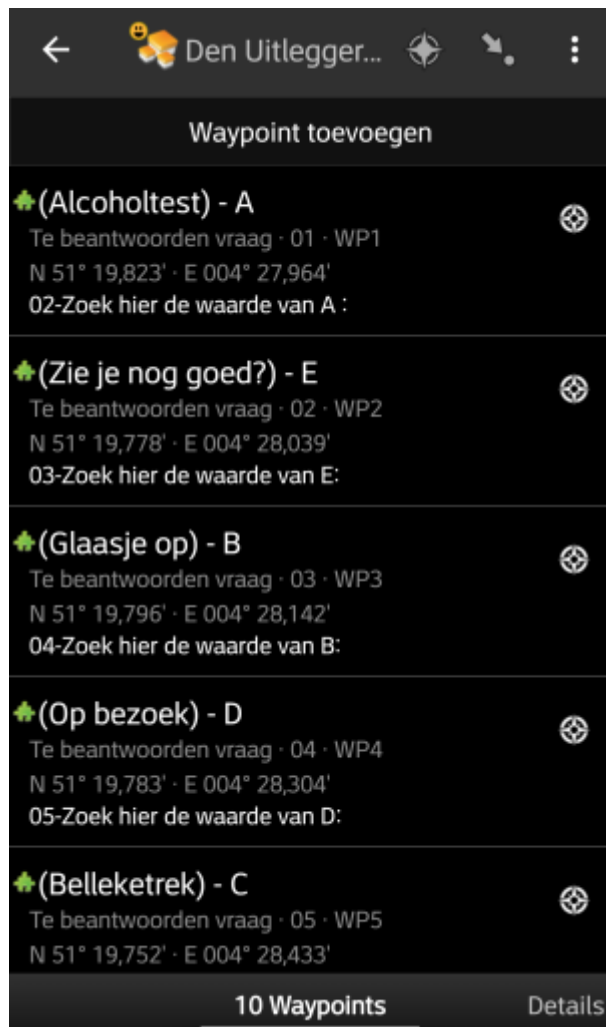 Den Uitlegger...
Waypoint toevoegen
(Alcoholtest) - A
Te beantwoorden vraag · 01 · WP1
N 51° 19,823' · E 004° 27,964'
02-Zoek hier de waarde van A :
(Zie je nog goed?) - E
Te beantwoorden vraag · 02 · WP2
N 51° 19,778' · E 004° 28,039'
03-Zoek hier de waarde van E:
(Glaasje op) - B
Te beantwoorden vraag · 03 · WP3
N 51° 19,796' · E 004° 28,142'
04-Zoek hier de waarde van B:
(Op bezoek) - D
Te beantwoorden vraag · 04 · WP4
N 51° 19,783' · E 004° 28,304'
05-Zoek hier de waarde van D:
(Belleketrek) - C
Te beantwoorden vraag · 05 · WP5
N 51° 19,752' · E 004° 28,433'
10 Waypoints Details